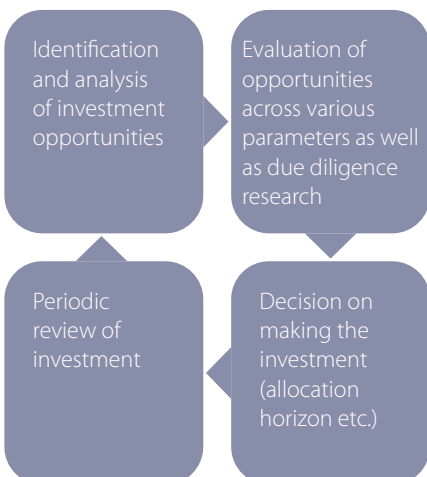 Identification
and analysis
of investment
opportunities
Evaluation of
opportunities
across various
parameters as well
as due diligence
research
Decision on
making the
investment
(allocation
horizon etc.)
Periodic
review of
investment